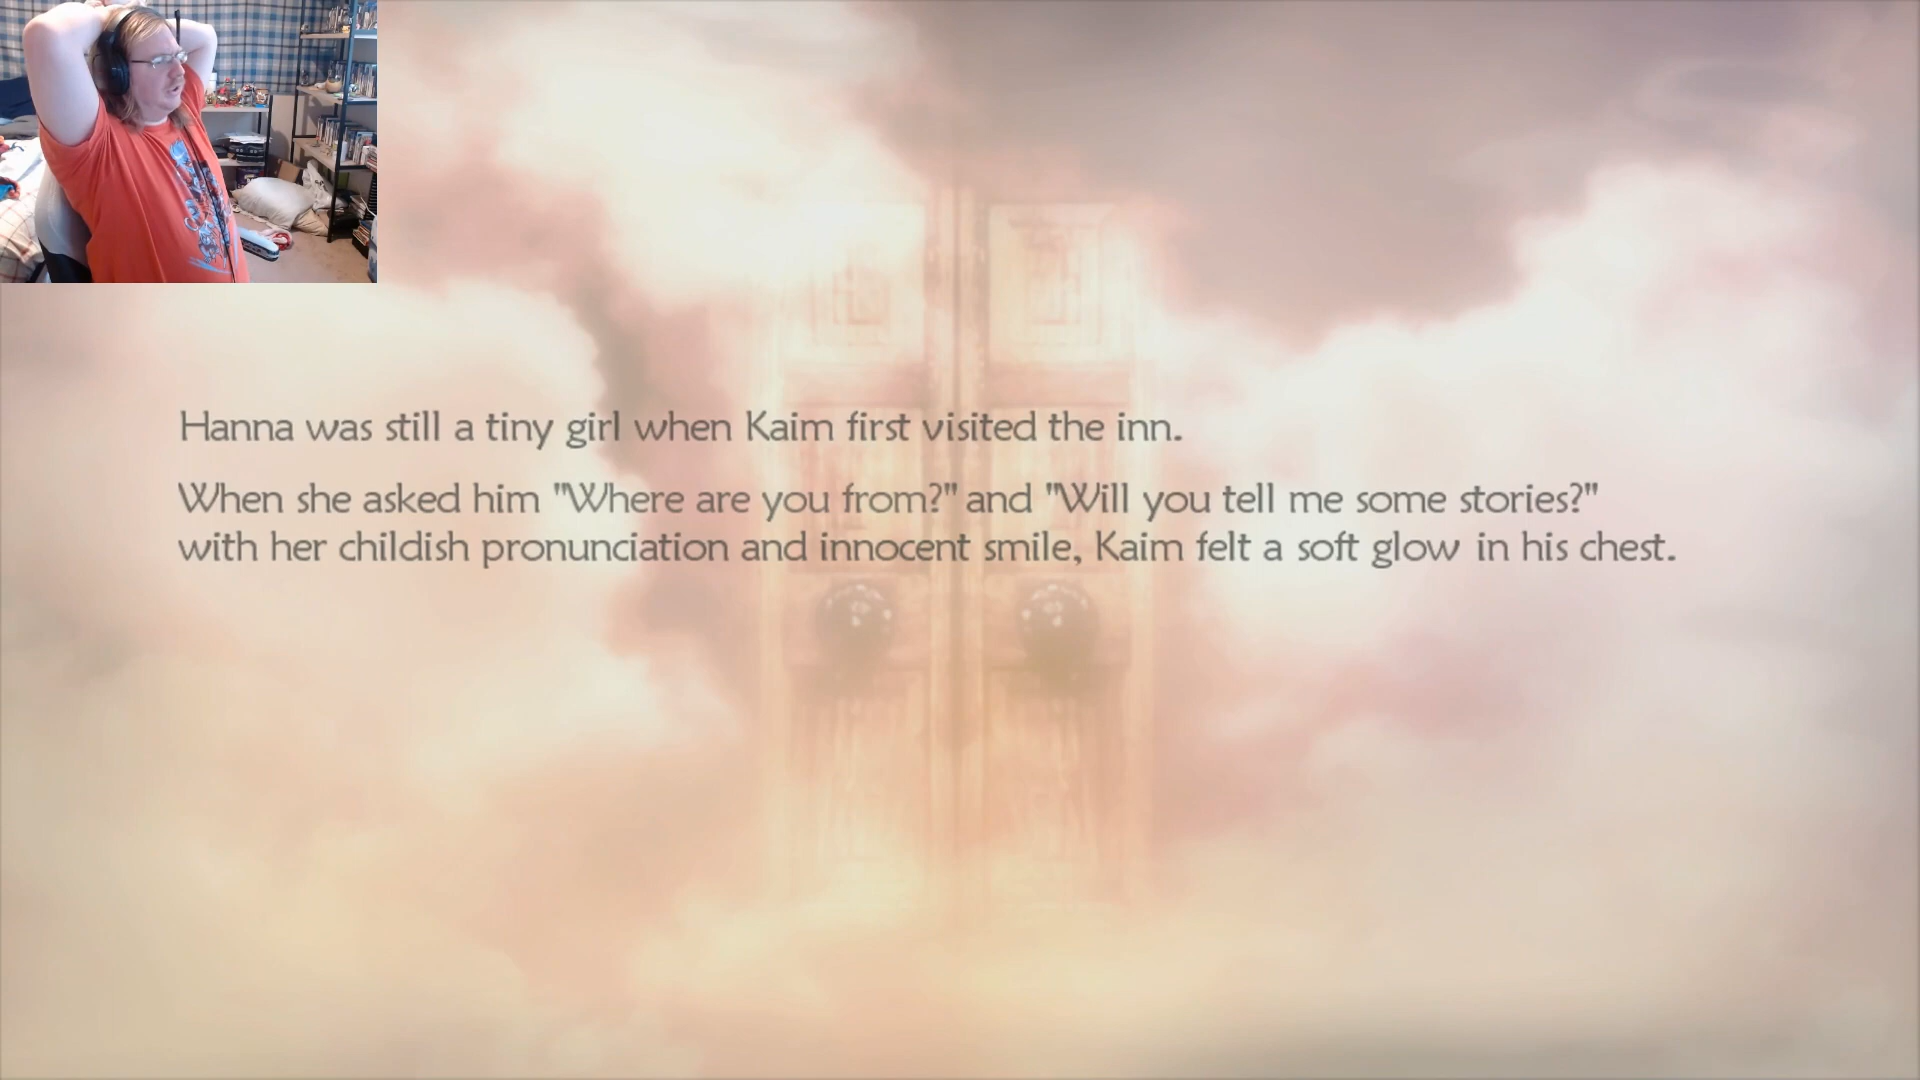 Hanna was still a tiny girl when Kaim first visited the inn.
When she asked him "Where are you from?" and "Will you tell me some stories?"
with her childish pronunciation and innocent smile, Kaim felt a soft glow in his chest.